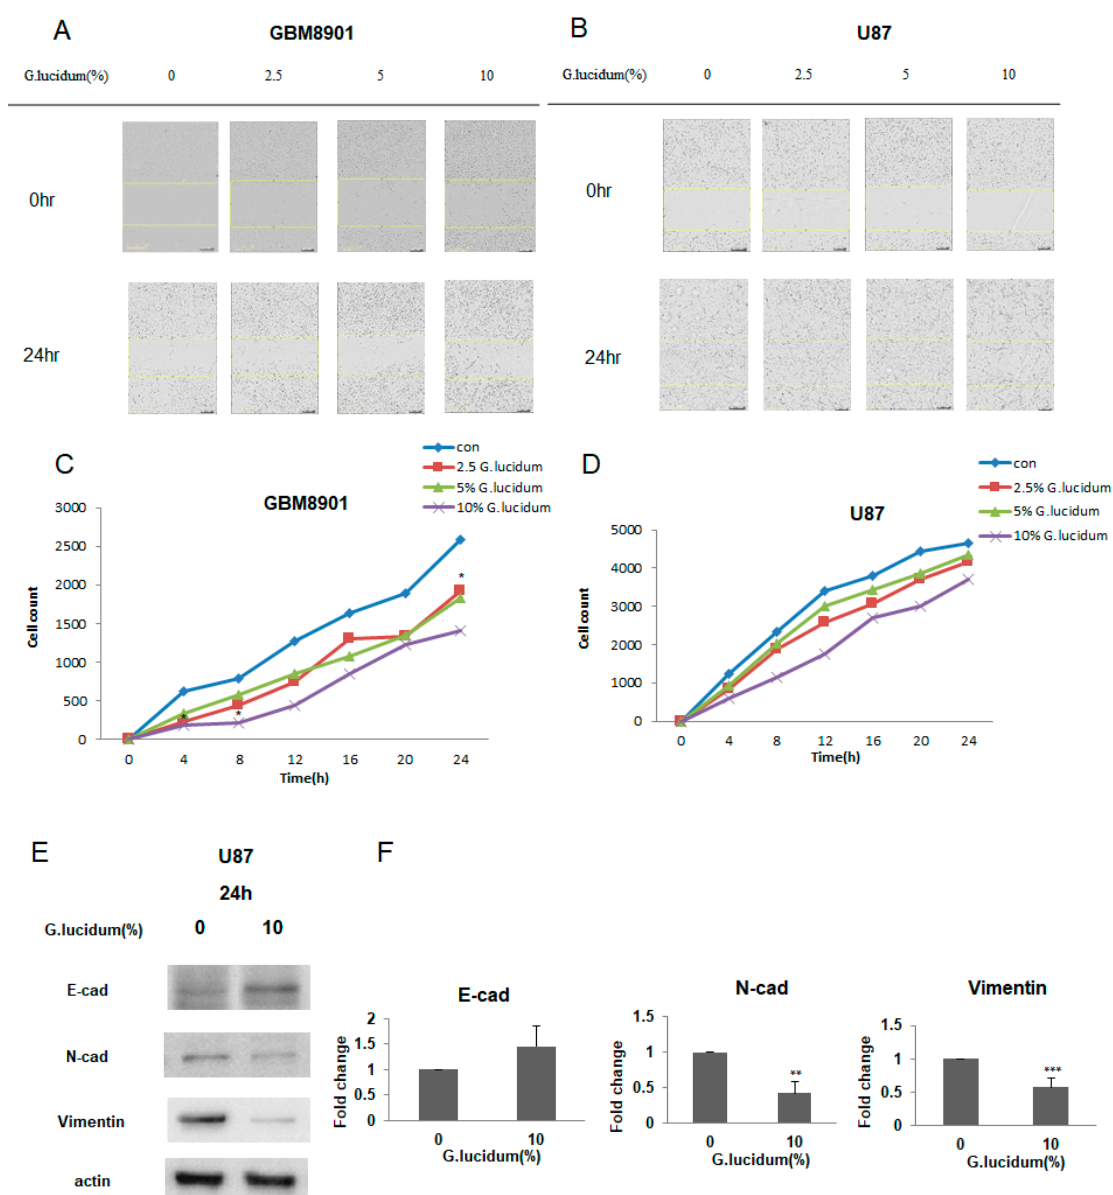 A
GBM8901
G.lucidum(%) 0 2.5 5 10
0hr
24hr
B
U87
G.lucidum(%) 0 2.5 5 10
0hr
24hr
C
GBM8901
con
2.5 G.lucidum
5% G.lucidum
10% G.lucidum
Cell count
3000
2500
2000
1500
1000
500
0
*
*
*
0 4 8 12 16 20 24
Time(h)
D
U87
con
2.5% G.lucidum
5% G.lucidum
10% G.lucidum
Cell count
5000
4000
3000
2000
1000
0
0 4 8 12 16 20 24
Time(h)
E
U87
24h
G.lucidum(%) 0 10
E-cad
N-cad
Vimentin
actin
F
E-cad
Fold change
2
1.5
1
0.5
0
0 10
G.lucidum(%)
N-cad
Fold change
1.5
1
0.5
0
**
0 10
G.lucidum(%)
Vimentin
Fold change
1.5
1
0.5
0
***
0 10
G.lucidum(%)